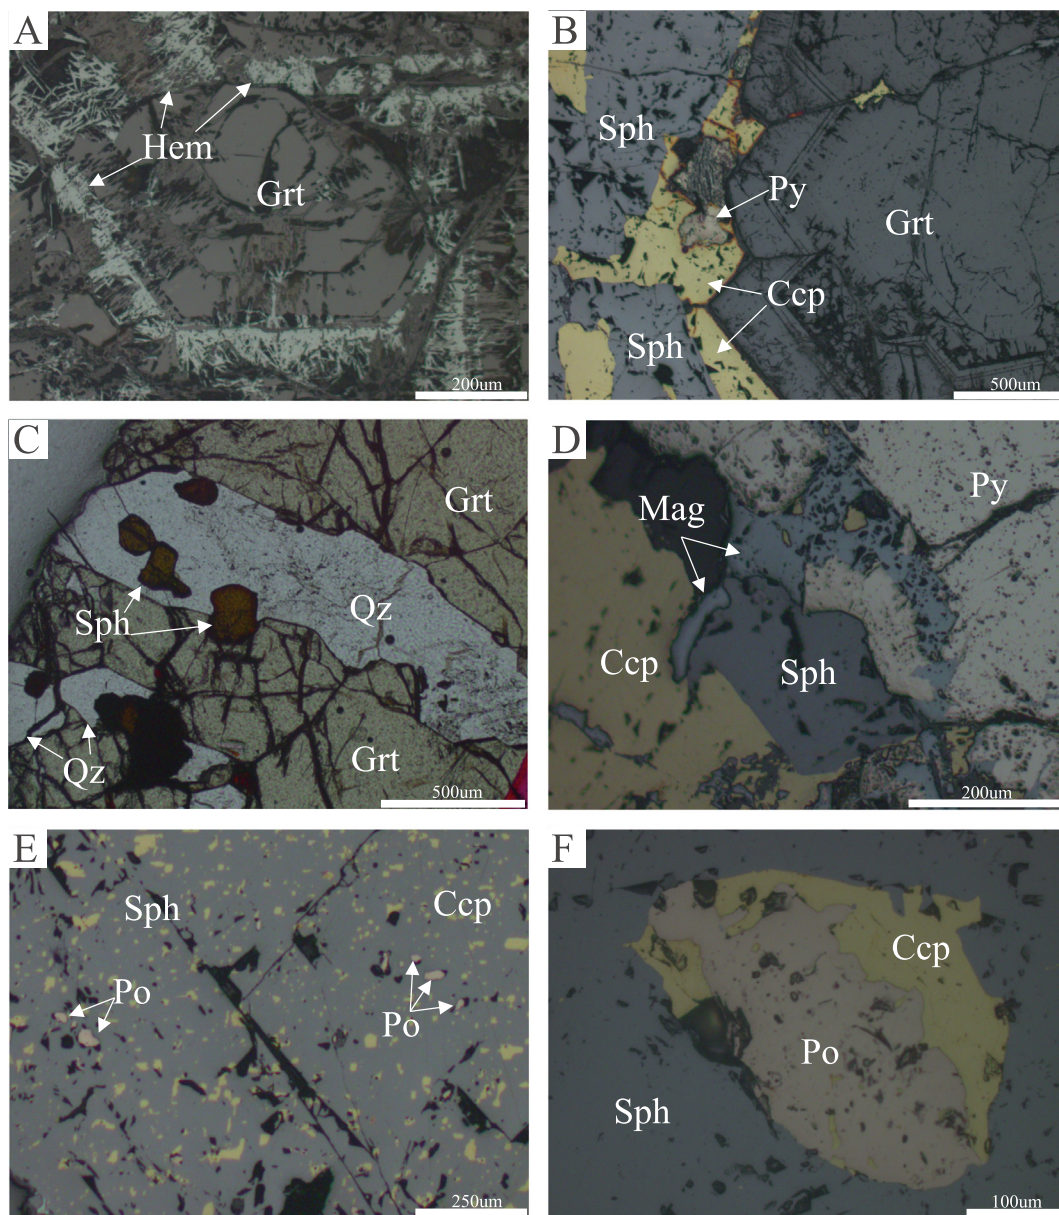 A
Hem
Grt
200um
B
Sph
Py
Grt
Ccp
Sph
500um
C
Grt
Sph
Qz
Qz
Grt
500um
D
Mag
Py
Ccp
Sph
200um
E
Sph
Ccp
Po
Po
250um
F
Ccp
Po
Sph
100um